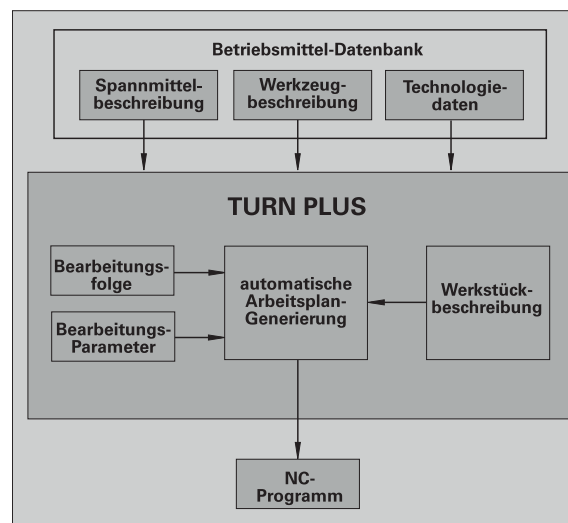 Betriebsmittel-Datenbank
Spannmittel-
beschreibung
Werkzeug-
beschreibung
Technologie-
daten
TURN PLUS
Bearbeitungs-
folge
Bearbeitungs-
Parameter
automatische
Arbeitsplan-
Generierung
Werkstück-
beschreibung
NC-
Programm